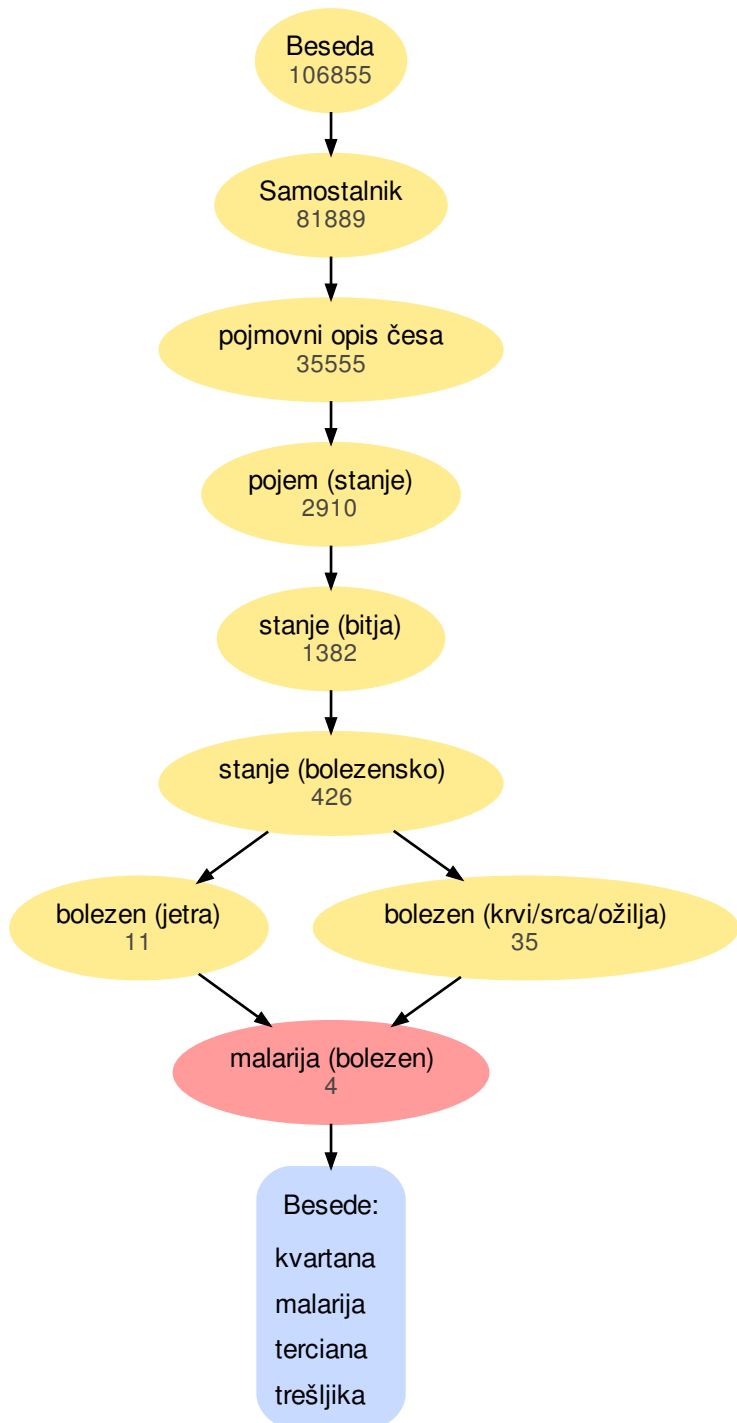 Beseda
106855
Samostalnik
81889
pojmovni opis česa
35555
pojem (stanje)
2910
stanje (bitja)
1382
stanje (bolezensko)
426
bolezen (jetra)
11
bolezen (krvi/srca/ožilja)
35
malarija (bolezen)
4
Besede:
kvartana
malarija
terciana
trešljika